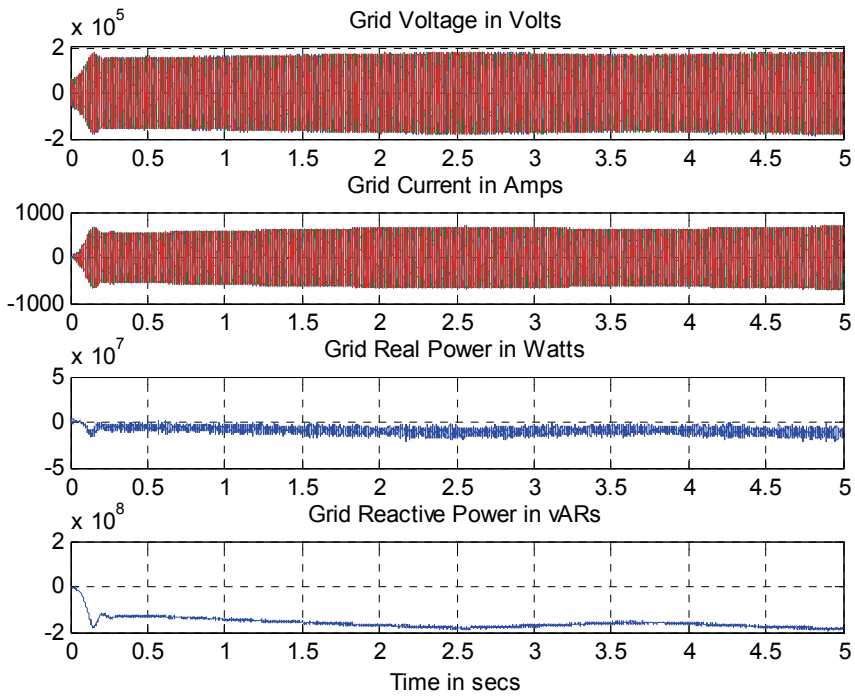 Grid Voltage in Volts
x 10^5
2
0
-2
0 0.5 1 1.5 2 2.5 3 3.5 4 4.5 5
Grid Current in Amps
1000
0
-1000
0 0.5 1 1.5 2 2.5 3 3.5 4 4.5 5
Grid Real Power in Watts
x 10^7
5
0
-5
0 0.5 1 1.5 2 2.5 3 3.5 4 4.5 5
Grid Reactive Power in vARs
x 10^8
2
0
-2
0 0.5 1 1.5 2 2.5 3 3.5 4 4.5 5
Time in secs